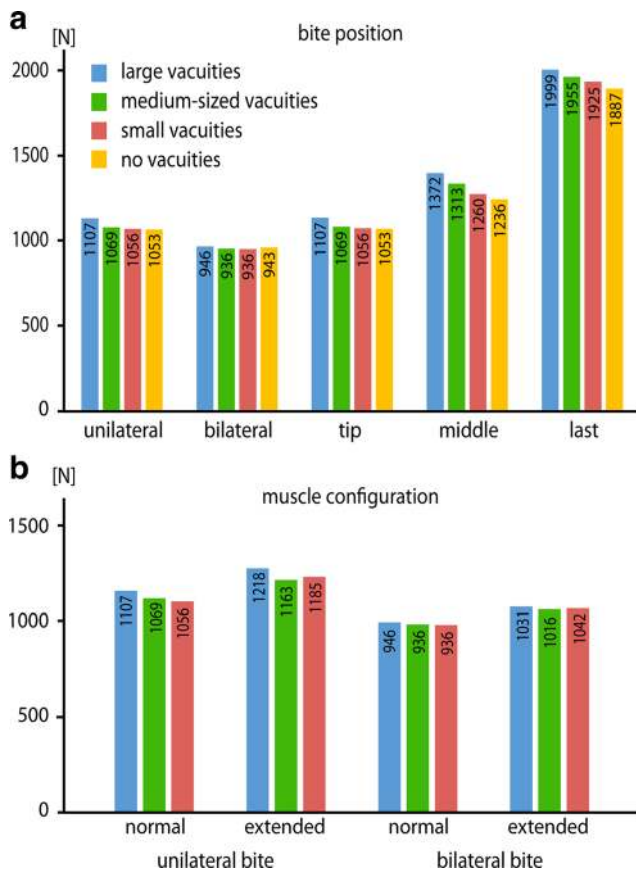 a
bite position
[N]
large vacuities
medium-sized vacuities
small vacuities
no vacuities
2000
1500
1000
500
0
1107 1069 1056 1053
946 936 936 943
1107 1069 1056 1053
1372 1313 1260 1236
1999 1955 1925 1887
unilateral bilateral tip middle last
b
[N]
muscle configuration
1500
1000
500
0
1107 1069 1056
1218 1163 1185
946 936 936
1031 1016 1042
normal extended normal extended
unilateral bite bilateral bite